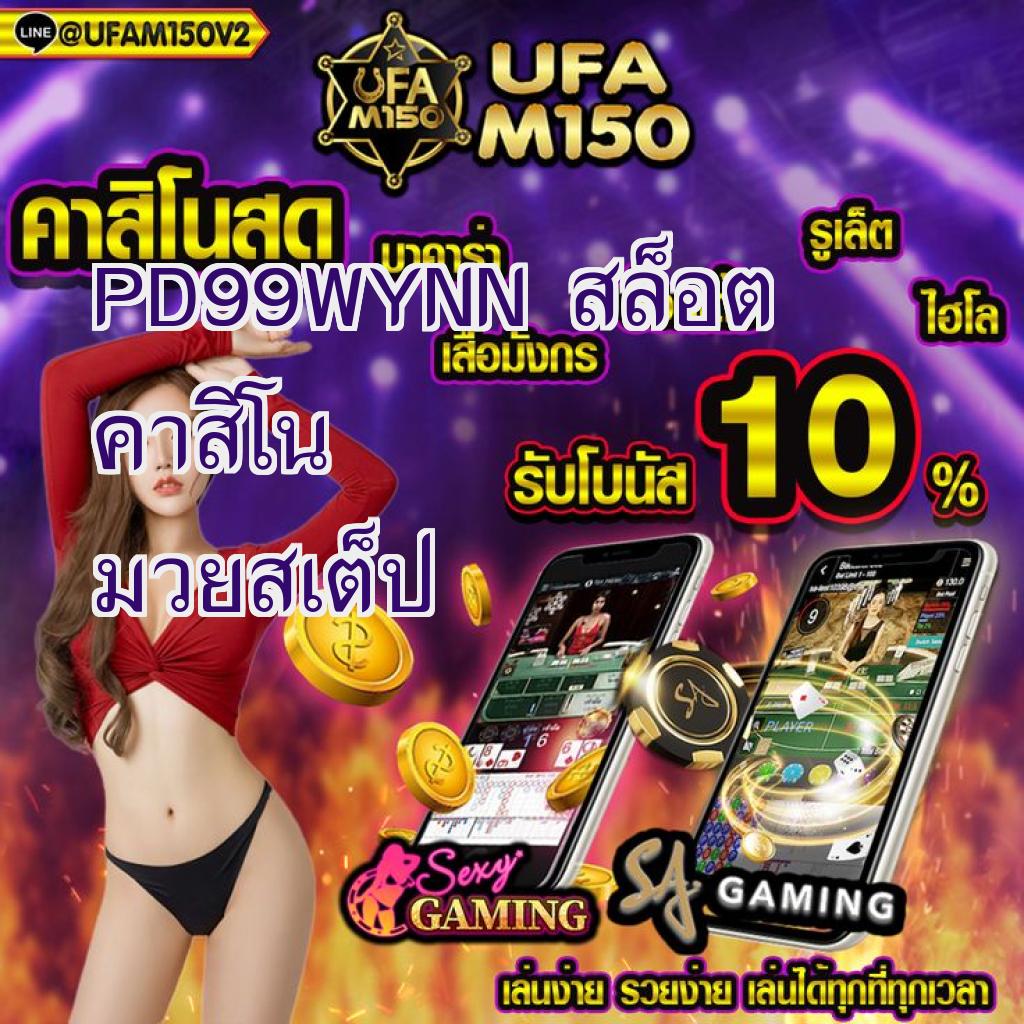 LINE @UFAM150V2
UFA
M150
UFA
M150
คาสิโนสด
บาคาร่า
รูเล็ต
PD99WYNN สล็อต
ไฮโล
เสือมังกร
10
คาสิโน
รับโบนัส
%
มวยสเต็ป
9
PLAYER
SA
Sexy
GAMING
SA GAMING
เล่นง่าย รวยง่าย เล่นได้ทุกที่ทุกเวลา